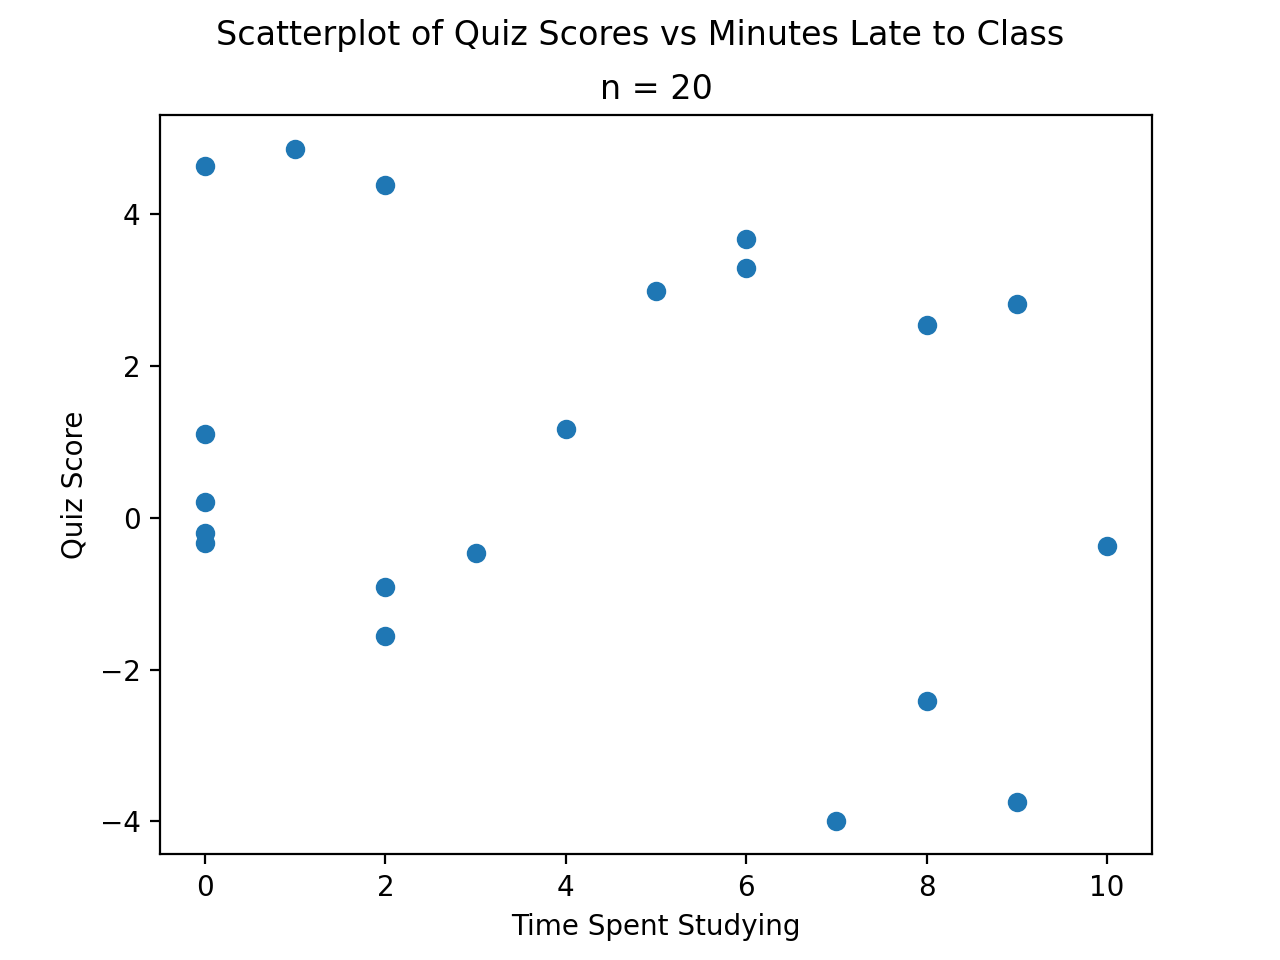 Scatterplot of Quiz Scores vs Minutes Late to Class
n = 20
Quiz Score
4
2
0
−2
−4
0 2 4 6 8 10
Time Spent Studying